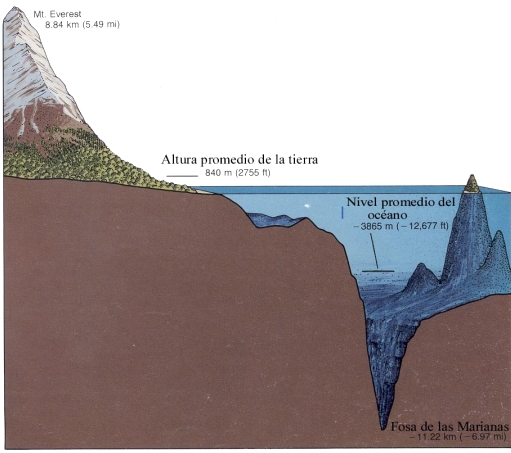 Mt. Everest
8.84 km (5.49 mi)
Altura promedio de la tierra
840 m (2755 ft)
Nivel promedio del
océano
−3865 m (−12,677 ft)
Fosa de las Marianas
−11.22 km (−6.97 mi)